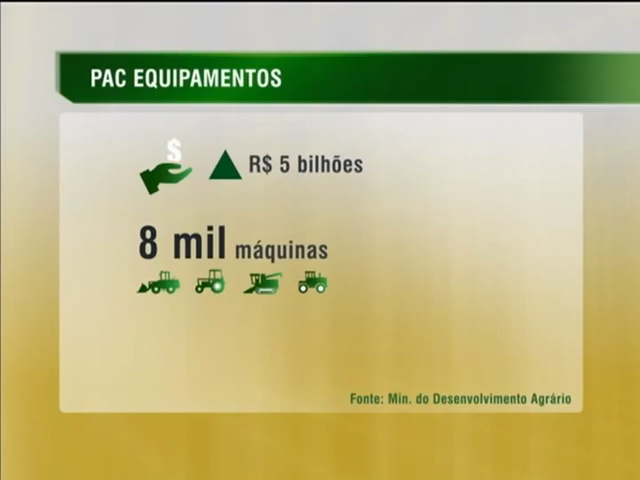 PAC EQUIPAMENTOS
$
R$ 5 bilhões
8 mil máquinas
Fonte: Min. do Desenvolvimento Agrário